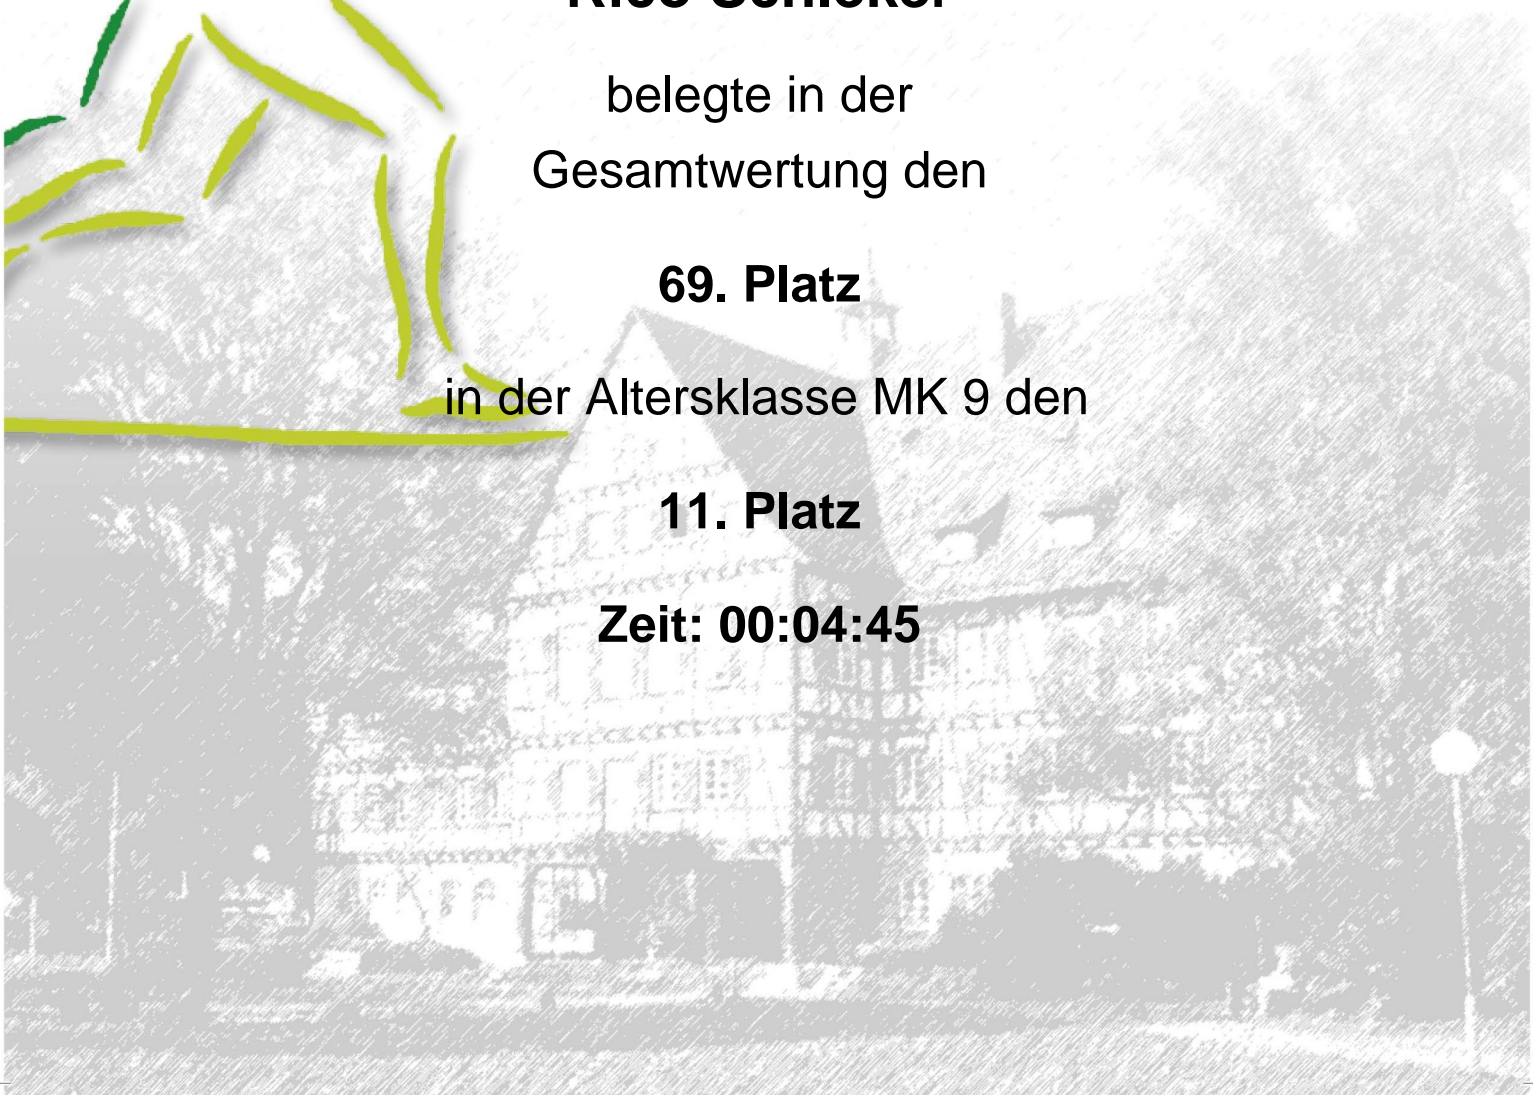 belegte in der
Gesamtwertung den
69. Platz
in der Altersklasse MK 9 den
11. Platz
Zeit: 00:04:45